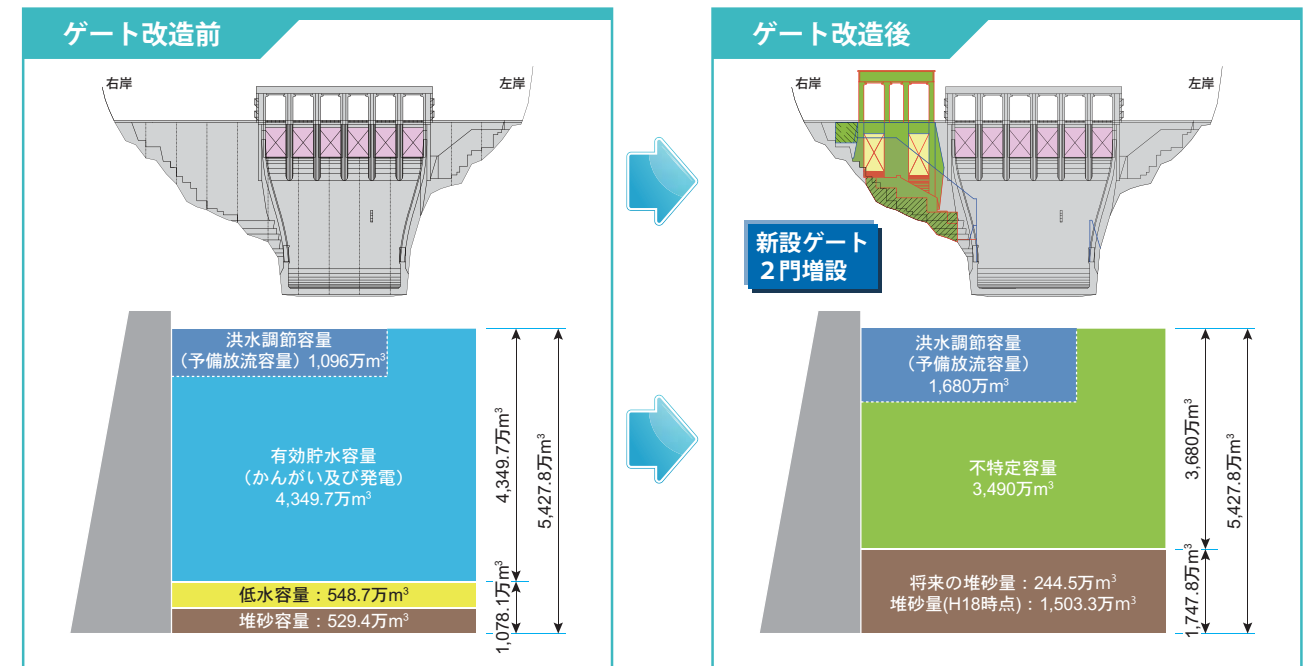 ゲート改造前
右岸
左岸
洪水調節容量
(予備放流容量) 1,096万m³
有効貯水容量
(かんがい及び発電)
4,349.7万m³
低水容量:548.7万m³
堆砂容量:529.4万m³
4,349.7万m³
1,078.1万m³
5,427.8万m³
ゲート改造後
右岸
左岸
新設ゲート
2門増設
洪水調節容量
(予備放流容量)
1,680万m³
不特定容量
3,490万m³
将来の堆砂量:244.5万m³
堆砂量(H18時点):1,503.3万m³
3,680万m³
1,747.8万m³
5,427.8万m³